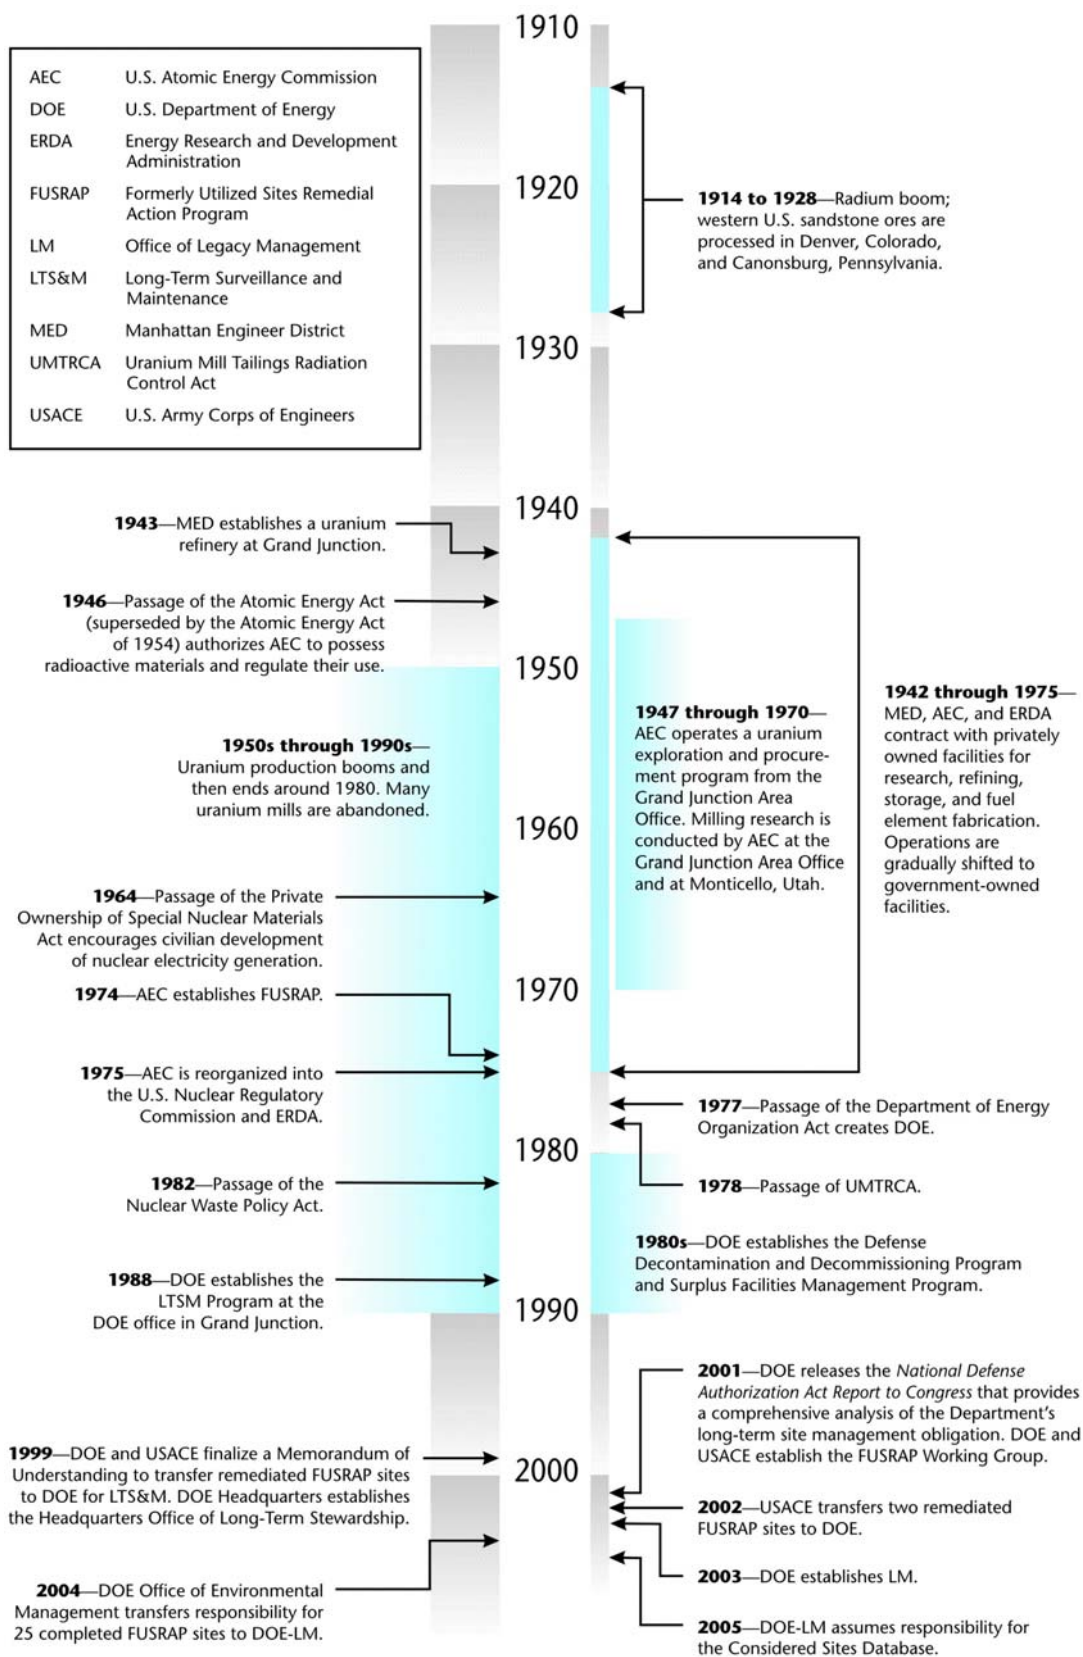 AEC U.S. Atomic Energy Commission
DOE U.S. Department of Energy
ERDA Energy Research and Development
Administration
FUSRAP Formerly Utilized Sites Remedial
Action Program
LM Office of Legacy Management
LTS&M Long-Term Surveillance and
Maintenance
MED Manhattan Engineer District
UMTRCA Uranium Mill Tailings Radiation
Control Act
USACE U.S. Army Corps of Engineers
1910
1920
1914 to 1928—Radium boom;
western U.S. sandstone ores are
processed in Denver, Colorado,
and Canonsburg, Pennsylvania.
1930
1940
1943—MED establishes a uranium
refinery at Grand Junction.
1946—Passage of the Atomic Energy Act
(superseded by the Atomic Energy Act
of 1954) authorizes AEC to possess
radioactive materials and regulate their use.
1950
1942 through 1975—
MED, AEC, and ERDA
contract with privately
owned facilities for
research, refining,
storage, and fuel
element fabrication.
Operations are
gradually shifted to
government-owned
facilities.
1947 through 1970—
AEC operates a uranium
exploration and procure-
ment program from the
Grand Junction Area
Office. Milling research is
conducted by AEC at the
Grand Junction Area Office
and at Monticello, Utah.
1950s through 1990s—
Uranium production booms and
then ends around 1980. Many
uranium mills are abandoned.
1960
1964—Passage of the Private
Ownership of Special Nuclear Materials
Act encourages civilian development
of nuclear electricity generation.
1970
1974—AEC establishes FUSRAP.
1975—AEC is reorganized into
the U.S. Nuclear Regulatory
Commission and ERDA.
1977—Passage of the Department of Energy
Organization Act creates DOE.
1980
1978—Passage of UMTRCA.
1982—Passage of the
Nuclear Waste Policy Act.
1980s—DOE establishes the Defense
Decontamination and Decommissioning Program
and Surplus Facilities Management Program.
1988—DOE establishes the
LTSM Program at the
DOE office in Grand Junction.
1990
2001—DOE releases the National Defense
Authorization Act Report to Congress that provides
a comprehensive analysis of the Department's
long-term site management obligation. DOE and
USACE establish the FUSRAP Working Group.
1999—DOE and USACE finalize a Memorandum of
Understanding to transfer remediated FUSRAP sites
to DOE for LTS&M. DOE Headquarters establishes
the Headquarters Office of Long-Term Stewardship.
2000
2002—USACE transfers two remediated
FUSRAP sites to DOE.
2003—DOE establishes LM.
2004—DOE Office of Environmental
Management transfers responsibility for
25 completed FUSRAP sites to DOE-LM.
2005—DOE-LM assumes responsibility for
the Considered Sites Database.